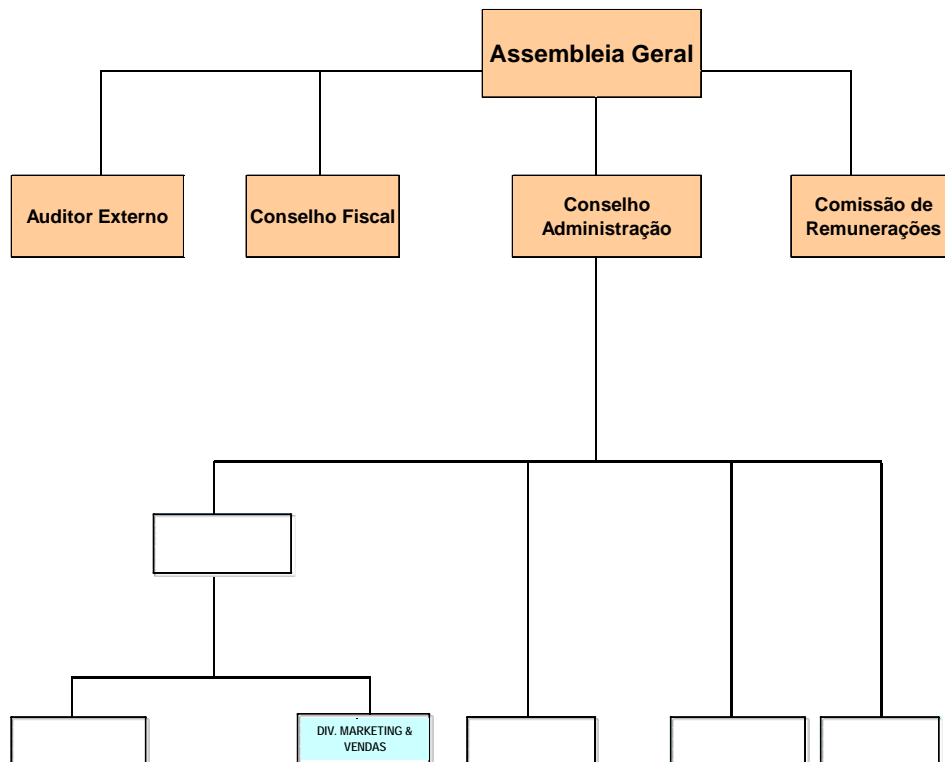 Assembleia Geral
Auditor Externo
Conselho Fiscal
Conselho
Administração
Comissão de
Remunerações
DIV. MARKETING &
VENDAS